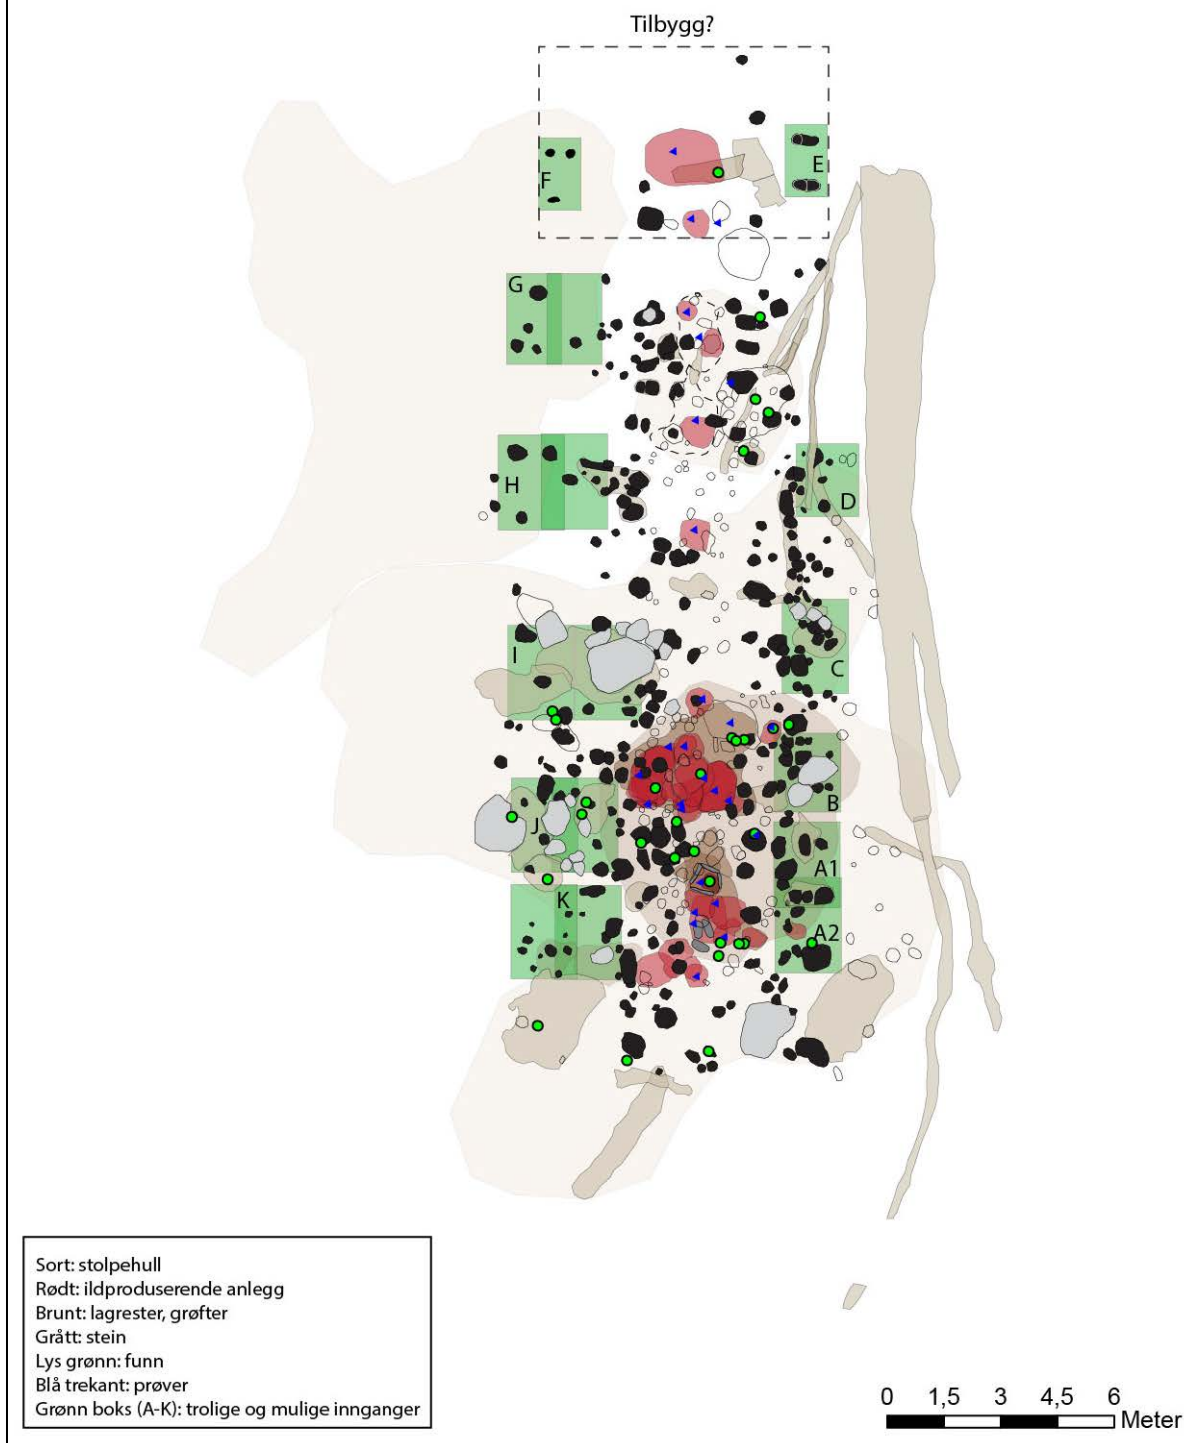 Tilbygg?
E
F
G
H
D
I
C
B
J
A1
K
A2
Sort: stolpehull
Rødt: ildproduserende anlegg
Brunt: lagrester, grøfter
Grått: stein
Lys grønn: funn
Blå trekant: prøver
Grønn boks (A-K): trolige og mulige innganger
0 1,5 3 4,5 6
Meter